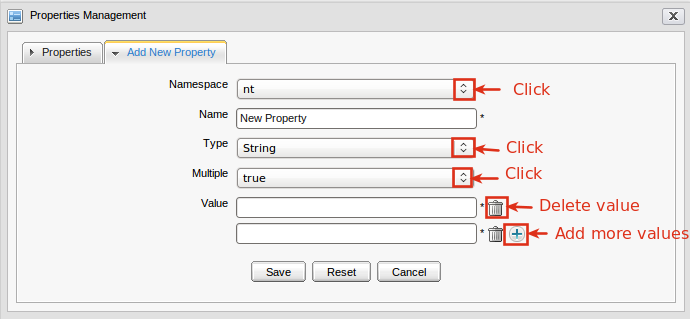 Properties Management
Properties
Add New Property
Namespace nt Click
Name New Property *
Type String Click
Multiple true Click
Value * Delete value
* Add more values
Save Reset Cancel